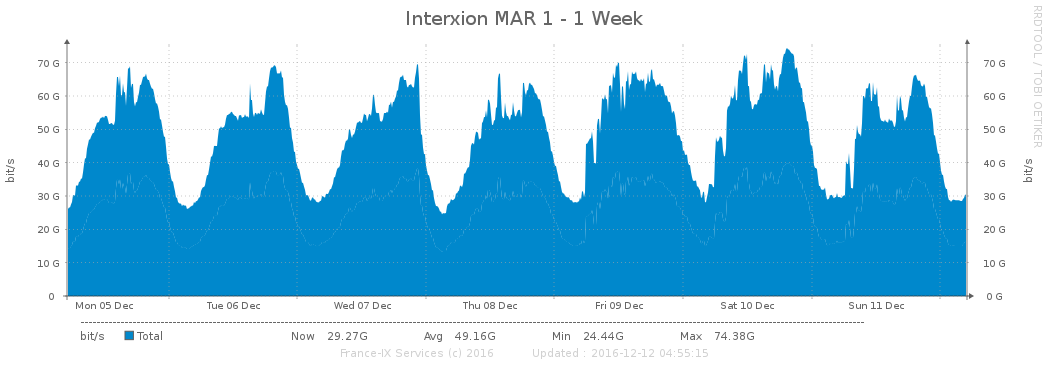 Interxion MAR 1 - 1 Week
RRDTOOL / TOBI OETIKER
bit/s
bit/s
70 G 70 G
60 G 60 G
50 G 50 G
40 G 40 G
30 G 30 G
20 G 20 G
10 G 10 G
0 0 G
Mon 05 Dec Tue 06 Dec Wed 07 Dec Thu 08 Dec Fri 09 Dec Sat 10 Dec Sun 11 Dec
bit/s Total Now 29.27G Avg 49.16G Min 24.44G Max 74.38G
France-IX Services (c) 2016 Updated : 2016-12-12 04:55:15